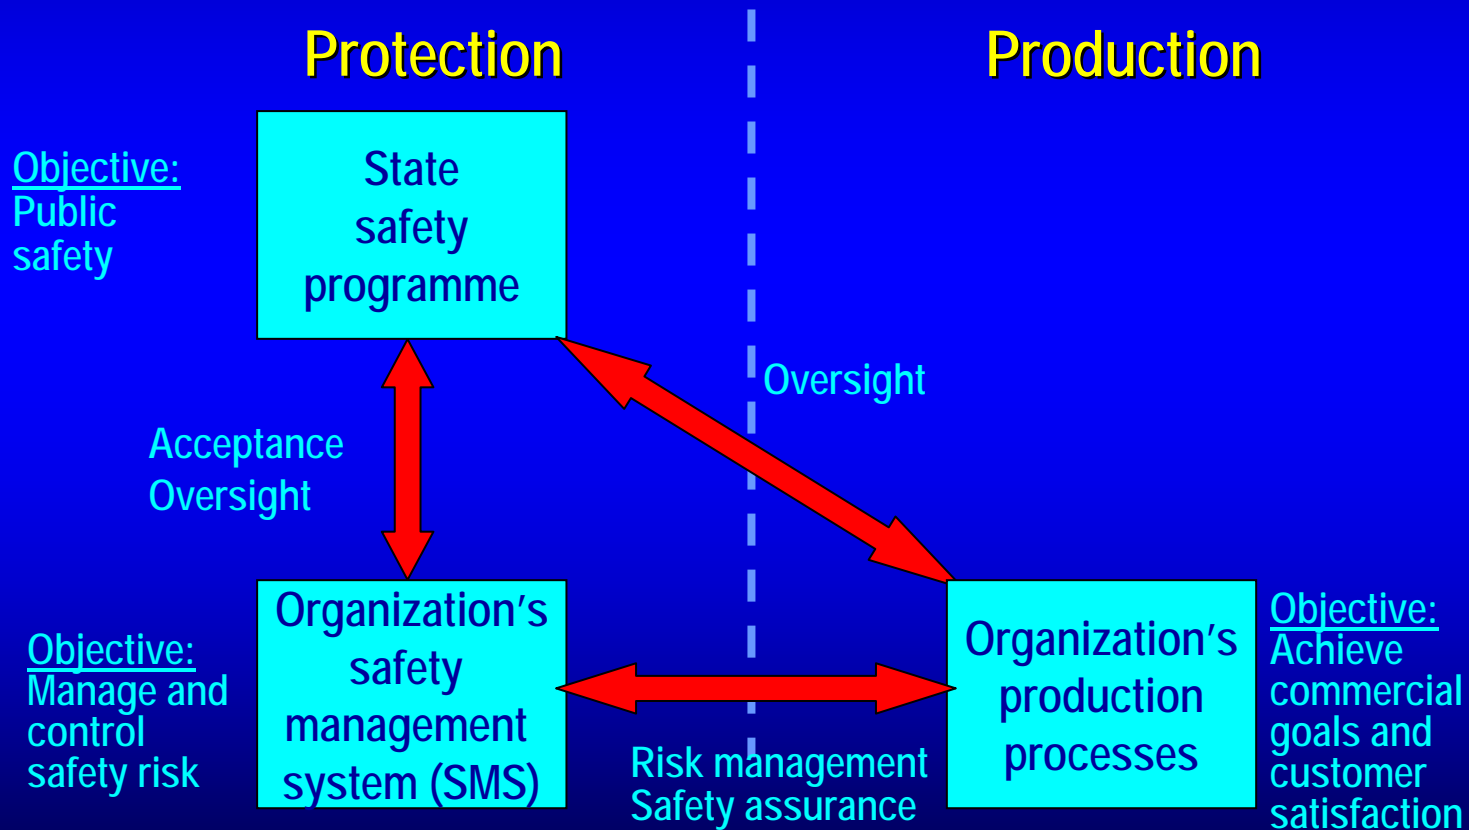 Protection
Production
Objective:
Public
safety
State
safety
programme
Oversight
Acceptance
Oversight
Objective:
Manage and
control
safety risk
Organization's
safety
management
system (SMS)
Risk management
Safety assurance
Organization's
production
processes
Objective:
Achieve
commercial
goals and
customer
satisfaction